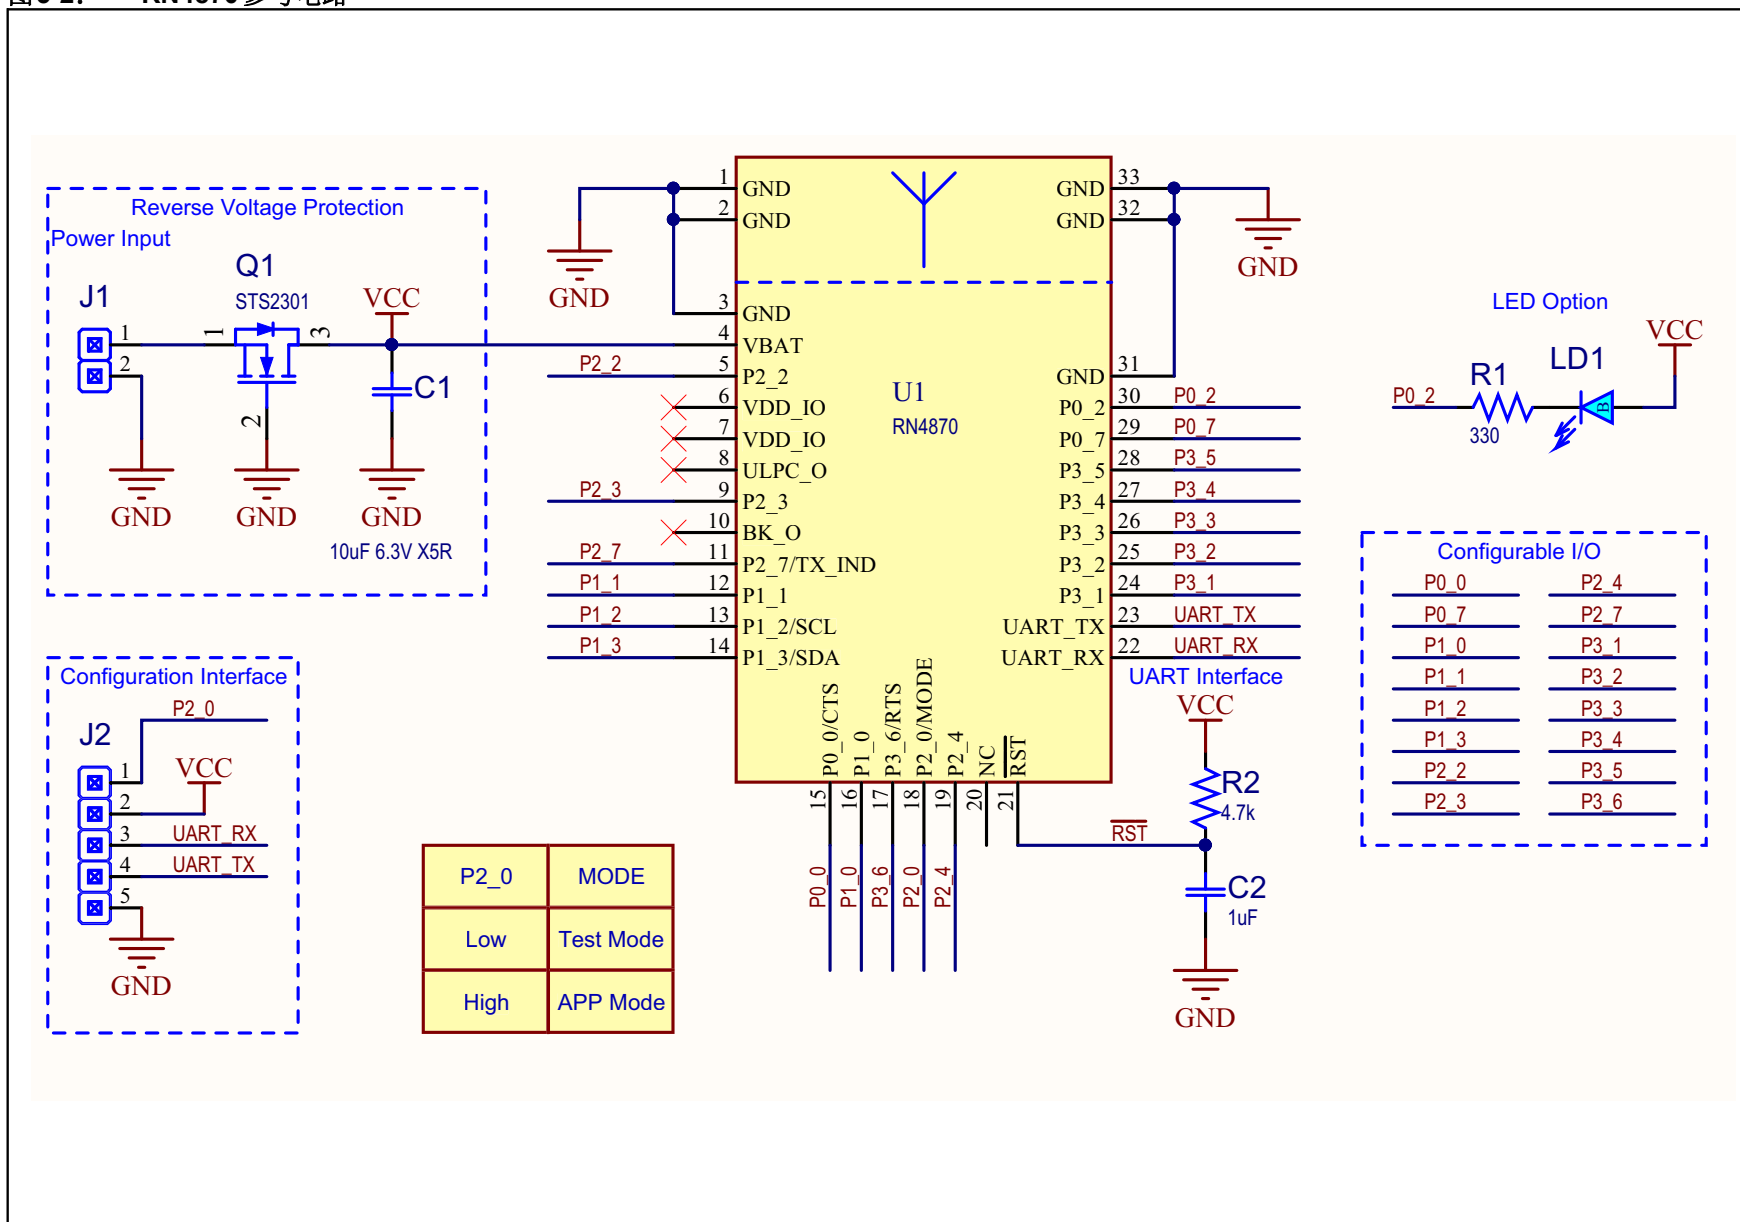 Reverse Voltage Protection
Power Input
J1
1
2
Q1
STS2301
1
3
2
VCC
C1
GND
GND
GND
10uF 6.3V X5R
GND
GND
1 GND
2 GND
3 GND
4 VBAT
P2_2 5 P2_2
6 VDD_IO
7 VDD_IO
8 ULPC_O
P2_3 9 P2_3
10 BK_O
P2_7 11 P2_7/TX_IND
P1_1 12 P1_1
P1_2 13 P1_2/SCL
P1_3 14 P1_3/SDA
U1
RN4870
GND 33
GND 32
GND 31
P0_2 30 P0_2
P0_7 29 P0_7
P3_5 28 P3_5
P3_4 27 P3_4
P3_3 26 P3_3
P3_2 25 P3_2
P3_1 24 P3_1
UART_TX 23 UART_TX
UART_RX 22 UART_RX
UART Interface
P0_0/CTS 15 P0_0
P1_0 16 P1_0
P3_6/RTS 17 P3_6
P2_0/MODE 18 P2_0
P2_4 19 P2_4
NC 20
RST 21
RST
VCC
R2
4.7k
C2
1uF
GND
LED Option
VCC
LD1
B
R1
330
P0_2
Configurable I/O
P0_0 P2_4
P0_7 P2_7
P1_0 P3_1
P1_1 P3_2
P1_2 P3_3
P1_3 P3_4
P2_2 P3_5
P2_3 P3_6
Configuration Interface
P2_0
J2
VCC
1
2
3 UART_RX
4 UART_TX
5
GND
P2_0 MODE
Low Test Mode
High APP Mode